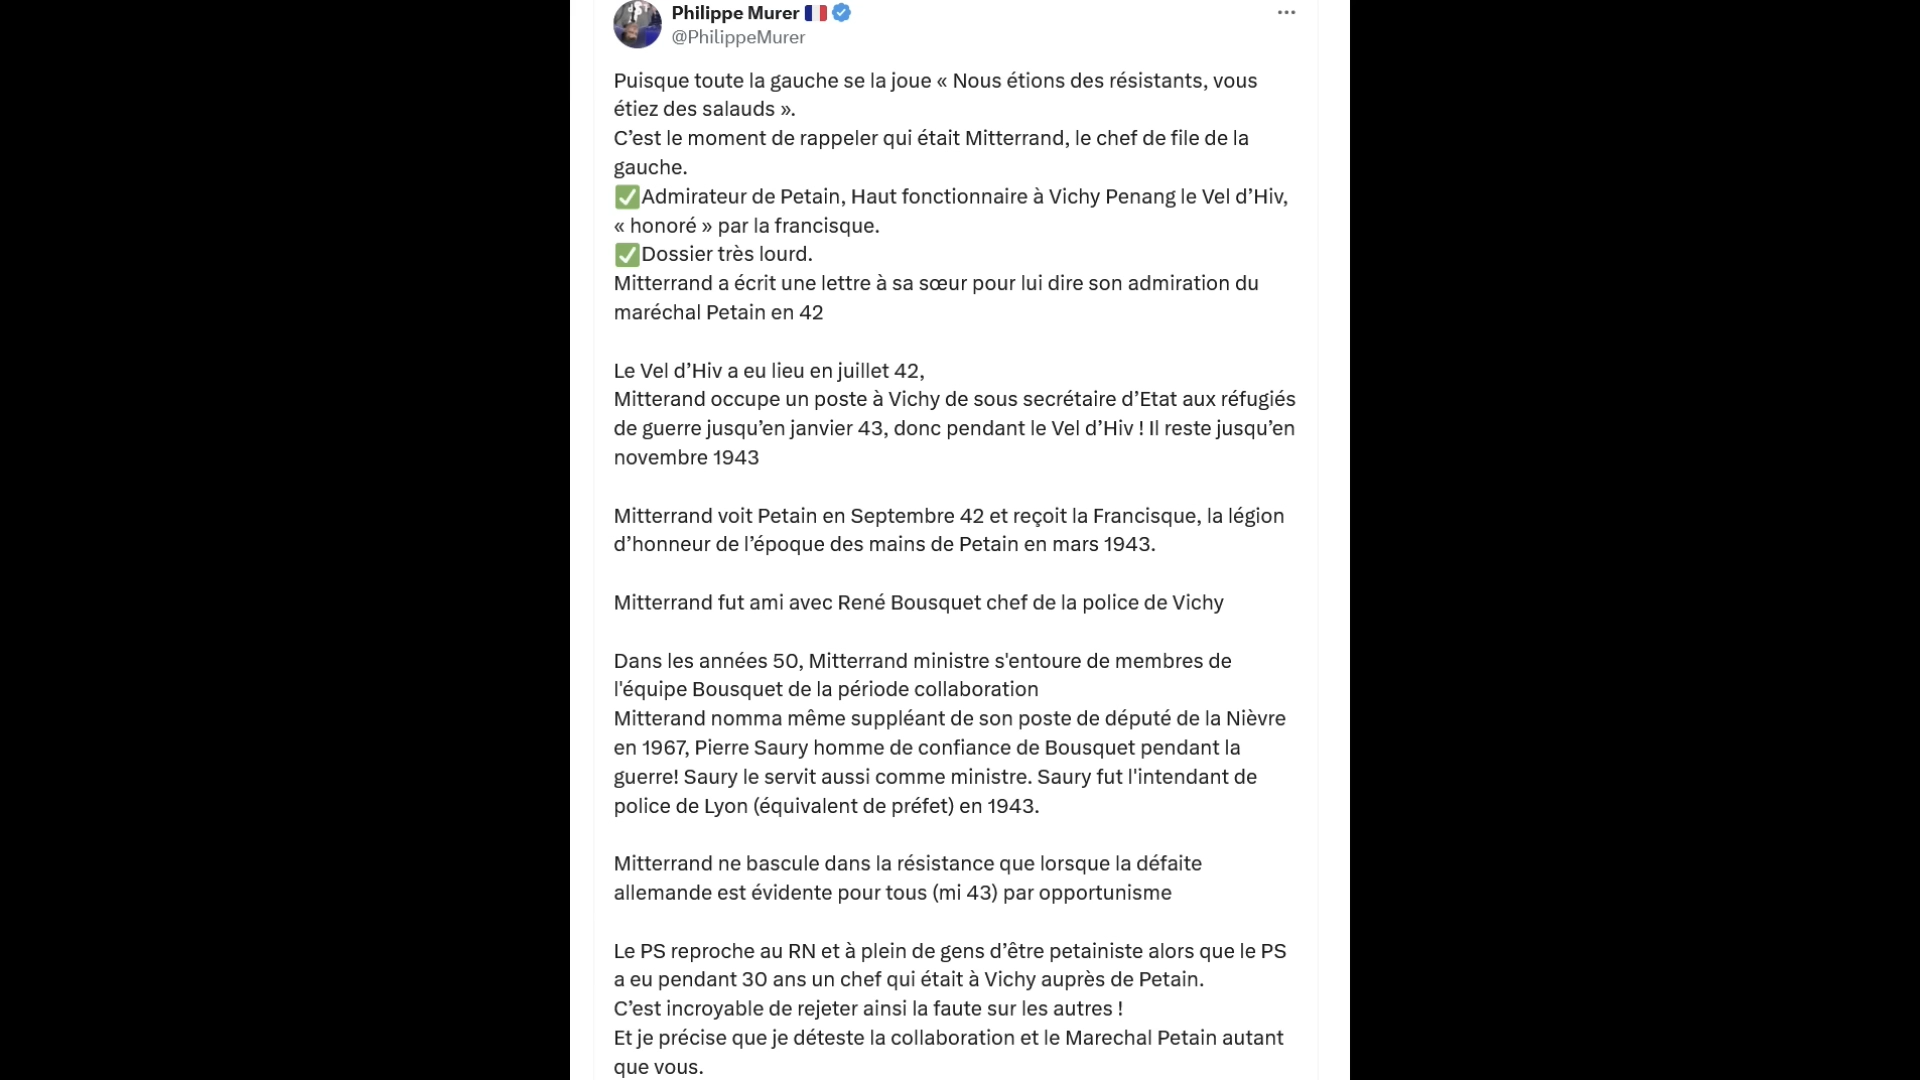 Philippe Murer 🇫🇷
@PhilippeMurer
Puisque toute la gauche se la joue « Nous étions des résistants, vous
étiez des salauds ».
C’est le moment de rappeler qui était Mitterrand, le chef de file de la
gauche.
✅Admirateur de Petain, Haut fonctionnaire à Vichy Penang le Vel d’Hiv,
« honoré » par la francisque.
✅Dossier très lourd.
Mitterrand a écrit une lettre à sa sœur pour lui dire son admiration du
maréchal Petain en 42
Le Vel d’Hiv a eu lieu en juillet 42,
Mitterand occupe un poste à Vichy de sous secrétaire d’Etat aux réfugiés
de guerre jusqu’en janvier 43, donc pendant le Vel d’Hiv ! Il reste jusqu’en
novembre 1943
Mitterrand voit Petain en Septembre 42 et reçoit la Francisque, la légion
d’honneur de l’époque des mains de Petain en mars 1943.
Mitterrand fut ami avec René Bousquet chef de la police de Vichy
Dans les années 50, Mitterrand ministre s'entoure de membres de
l'équipe Bousquet de la période collaboration
Mitterand nomma même suppléant de son poste de député de la Nièvre
en 1967, Pierre Saury homme de confiance de Bousquet pendant la
guerre! Saury le servit aussi comme ministre. Saury fut l'intendant de
police de Lyon (équivalent de préfet) en 1943.
Mitterrand ne bascule dans la résistance que lorsque la défaite
allemande est évidente pour tous (mi 43) par opportunisme
Le PS reproche au RN et à plein de gens d’être petainiste alors que le PS
a eu pendant 30 ans un chef qui était à Vichy auprès de Petain.
C’est incroyable de rejeter ainsi la faute sur les autres !
Et je précise que je déteste la collaboration et le Marechal Petain autant
que vous.